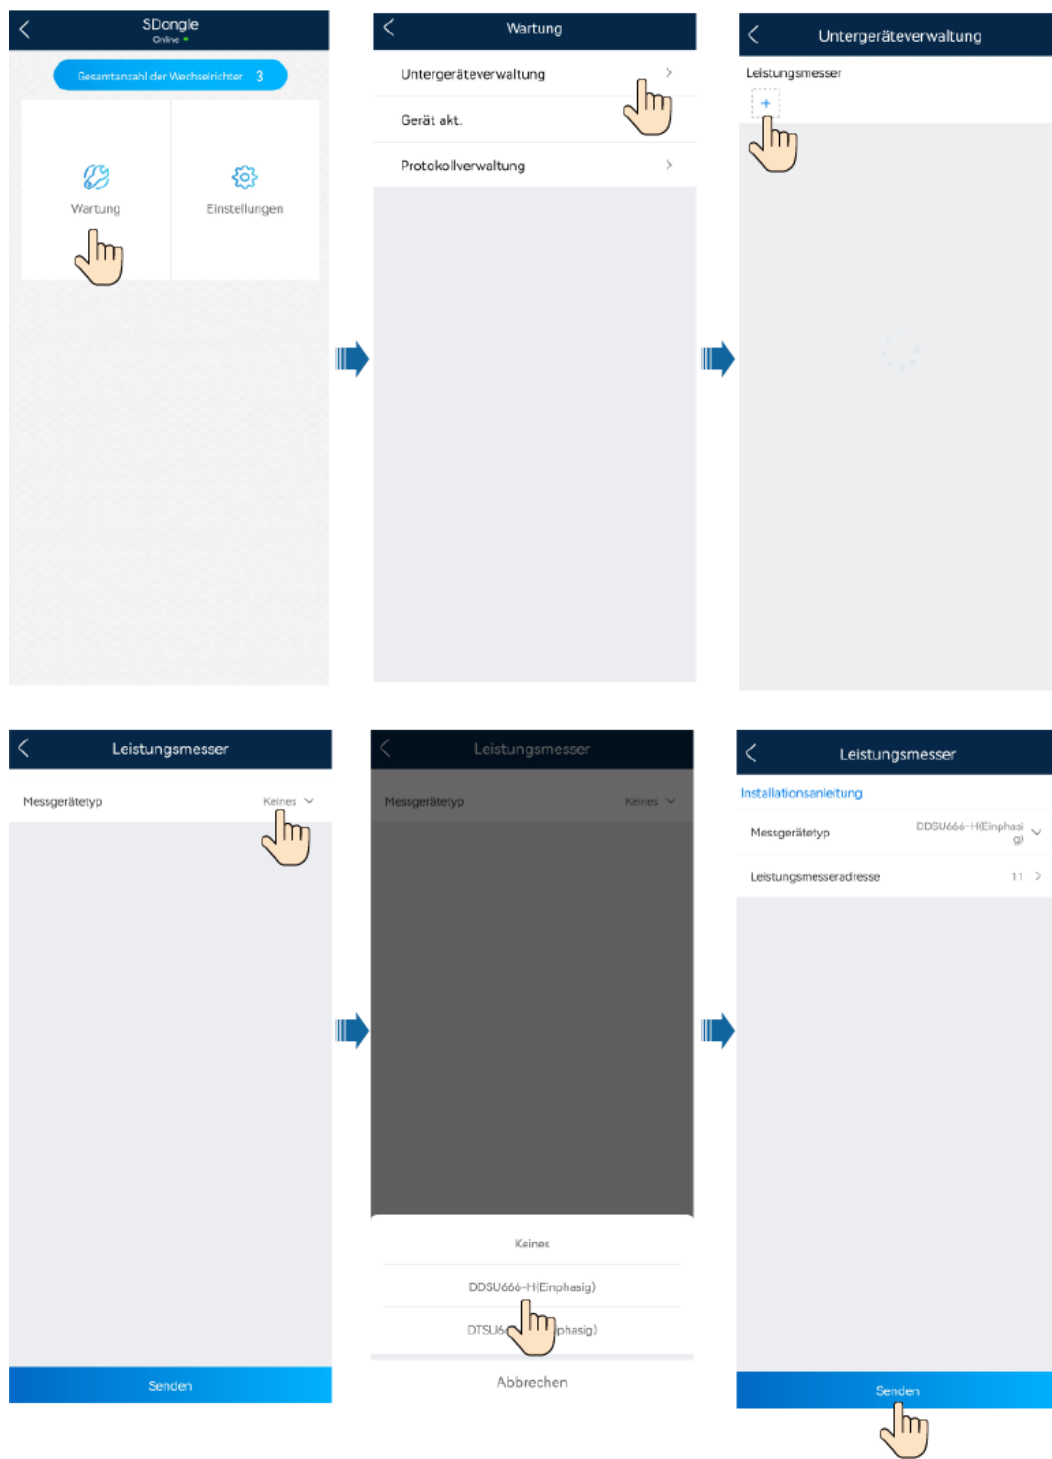 SDongle
Online
Gesamtanzahl der Wechselrichter 3
Wartung
Einstellungen
Wartung
Untergeräteverwaltung
Gerät akt.
Protokollverwaltung
Untergeräteverwaltung
Leistungsmesser
+
Leistungsmesser
Messgerätetyp Keines
Senden
Leistungsmesser
Messgerätetyp Keines
Keines
DDSU666-H(Einphasig)
phasig)
Abbrechen
Leistungsmesser
Installationsanleitung
Messgerätetyp DDSU666-H(Einphasi
g)
Leistungsmesseradresse 11
Senden